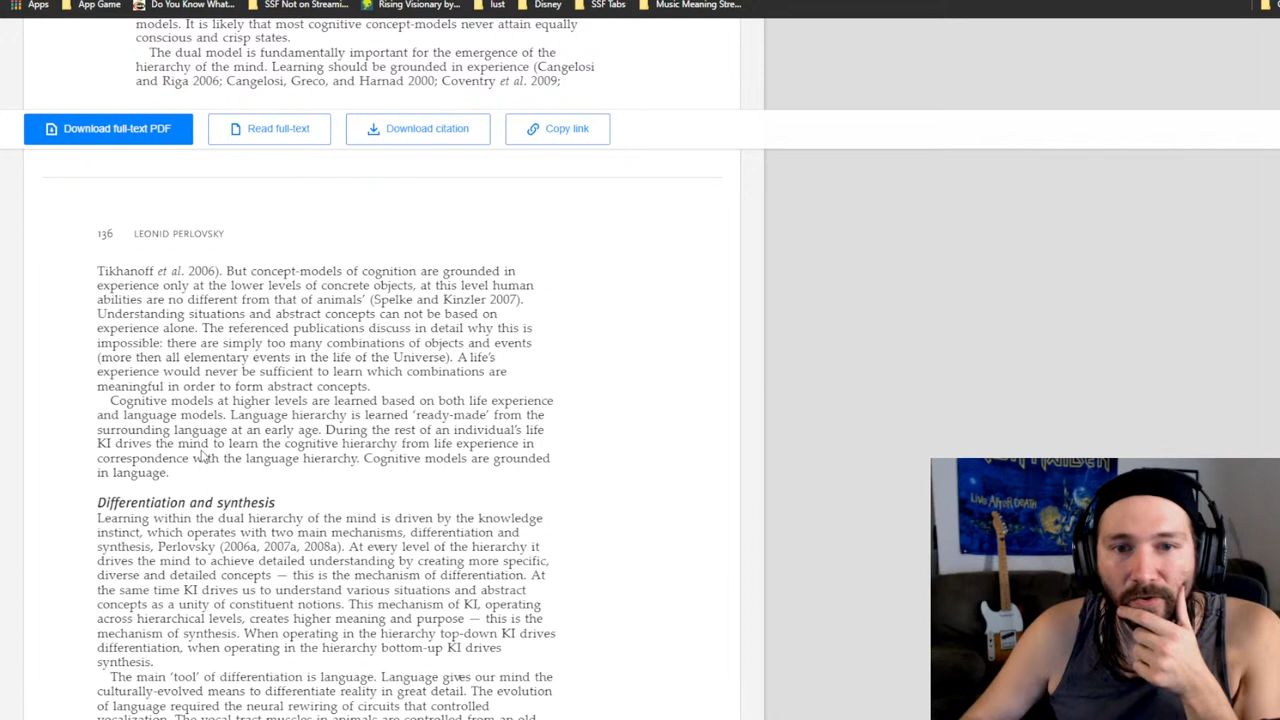 Apps App Game Do You Know What... SSF Not on Streami... Rising Visionary by... lust Disney SSF Tabs Music Meaning Stre...
models. It is likely that most cognitive concept-models never attain equally
conscious and crisp states.
The dual model is fundamentally important for the emergence of the
hierarchy of the mind. Learning should be grounded in experience (Cangelosi
and Riga 2006; Cangelosi, Greco, and Harnad 2000; Coventry et al. 2009;
Download full-text PDF Read full-text Download citation Copy link
136 LEONID PERLOVSKY
Tikhanoff et al. 2006). But concept-models of cognition are grounded in
experience only at the lower levels of concrete objects, at this level human
abilities are no different from that of animals' (Spelke and Kinzler 2007).
Understanding situations and abstract concepts can not be based on
experience alone. The referenced publications discuss in detail why this is
impossible: there are simply too many combinations of objects and events
(more then all elementary events in the life of the Universe). A life's
experience would never be sufficient to learn which combinations are
meaningful in order to form abstract concepts.
Cognitive models at higher levels are learned based on both life experience
and language models. Language hierarchy is learned 'ready-made' from the
surrounding language at an early age. During the rest of an individual's life
KI drives the mind to learn the cognitive hierarchy from life experience in
correspondence with the language hierarchy. Cognitive models are grounded
in language.
Differentiation and synthesis
Learning within the dual hierarchy of the mind is driven by the knowledge
instinct, which operates with two main mechanisms, differentiation and
synthesis, Perlovsky (2006a, 2007a, 2008a). At every level of the hierarchy it
drives the mind to achieve detailed understanding by creating more specific,
diverse and detailed concepts — this is the mechanism of differentiation. At
the same time KI drives us to understand various situations and abstract
concepts as a unity of constituent notions. This mechanism of KI, operating
across hierarchical levels, creates higher meaning and purpose — this is the
mechanism of synthesis. When operating in the hierarchy top-down KI drives
differentiation, when operating in the hierarchy bottom-up KI drives
synthesis.
The main 'tool' of differentiation is language. Language gives our mind the
culturally-evolved means to differentiate reality in great detail. The evolution
of language required the neural rewiring of circuits that controlled
vocalization. The vocal tract muscles in animals are controlled from an old
LIVE AFTER DEATH